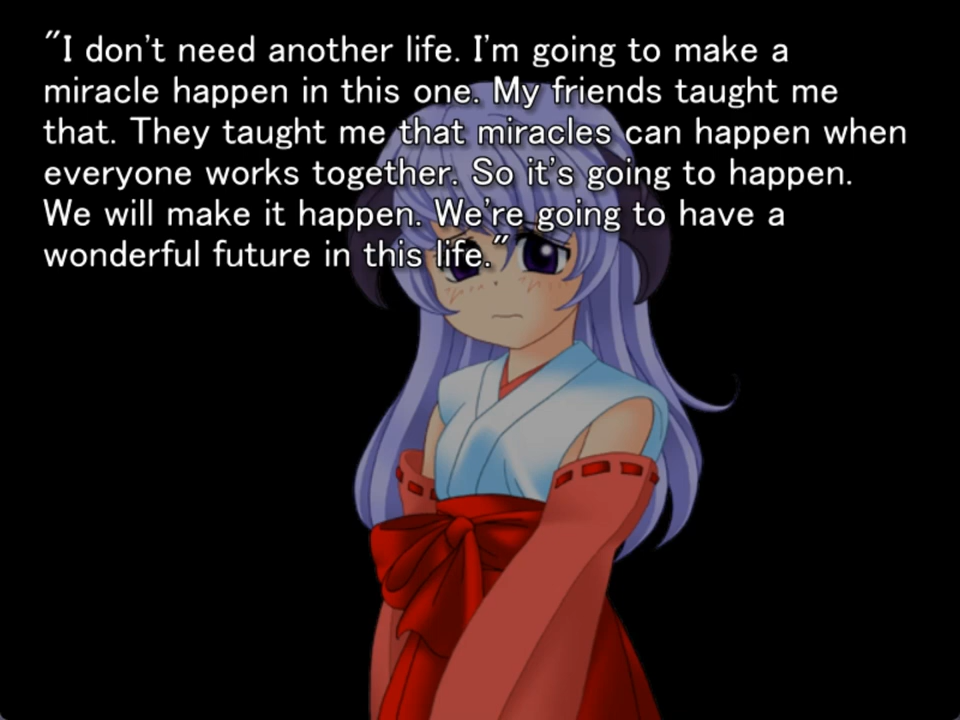 "I don't need another life. I'm going to make a
miracle happen in this one. My friends taught me
that. They taught me that miracles can happen when
everyone works together. So it's going to happen.
We will make it happen. We're going to have a
wonderful future in this life."